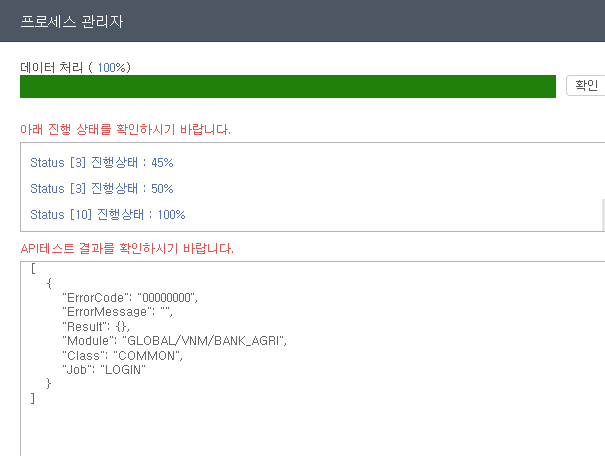 프로세스 관리자
데이터 처리 ( 100%)
확인
아래 진행 상태를 확인하시기 바랍니다.
Status [3] 진행상태 : 45%
Status [3] 진행상태 : 50%
Status [10] 진행상태 : 100%
API테스트 결과를 확인하시기 바랍니다.
[
{
"ErrorCode": "00000000",
"ErrorMessage": "",
"Result": {},
"Module": "GLOBAL/VNM/BANK_AGRI",
"Class": "COMMON",
"Job": "LOGIN"
}
]